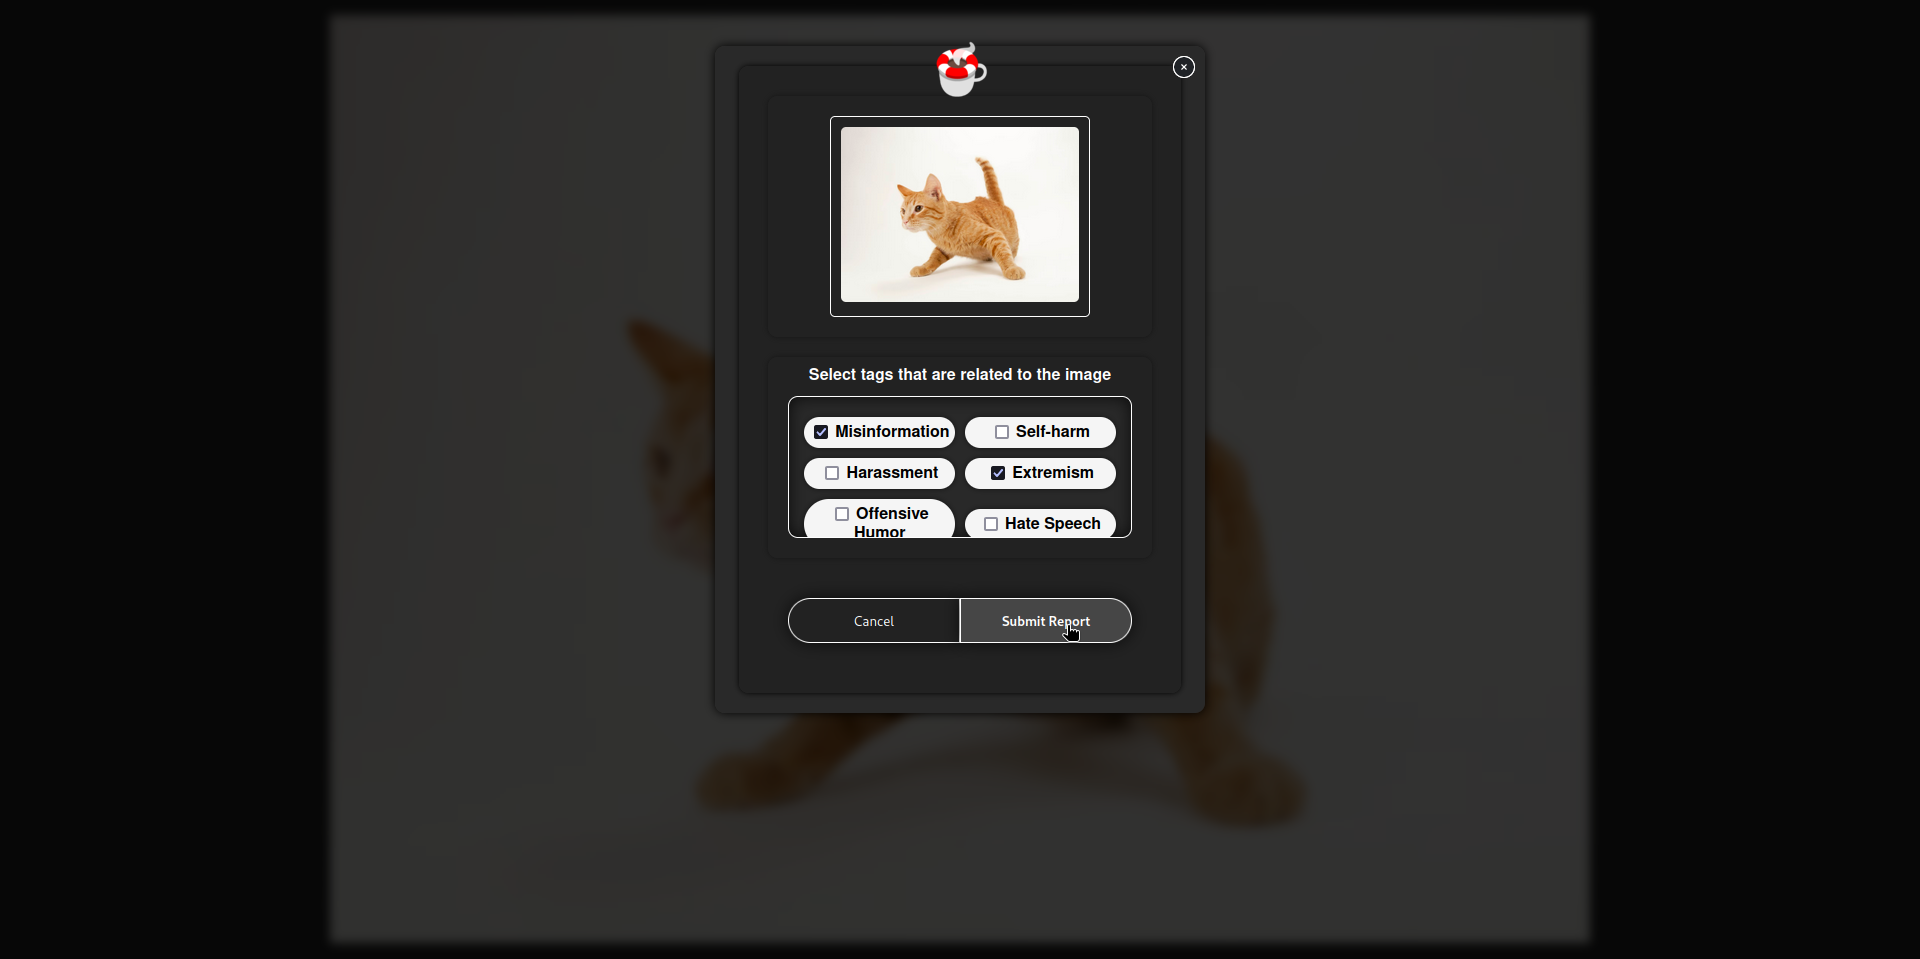 Select tags that are related to the image
Misinformation
Self-harm
Harassment
Extremism
Offensive
Humor
Hate Speech
Cancel
Submit Report